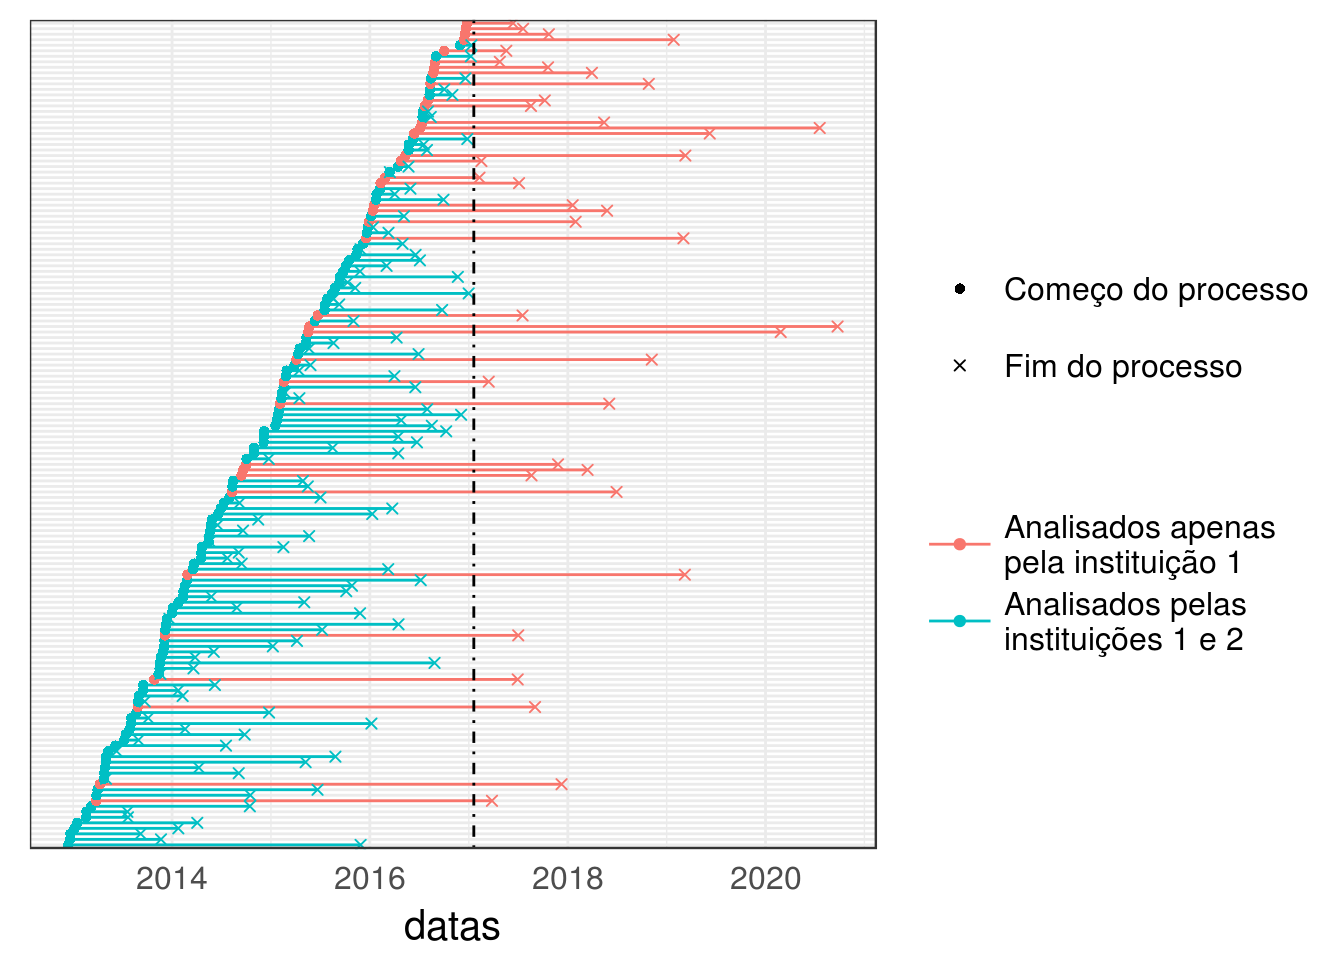 Começo do processo
Fim do processo
Analisados apenas
pela instituição 1
Analisados pelas
instituições 1 e 2
2014 2016 2018 2020
datas